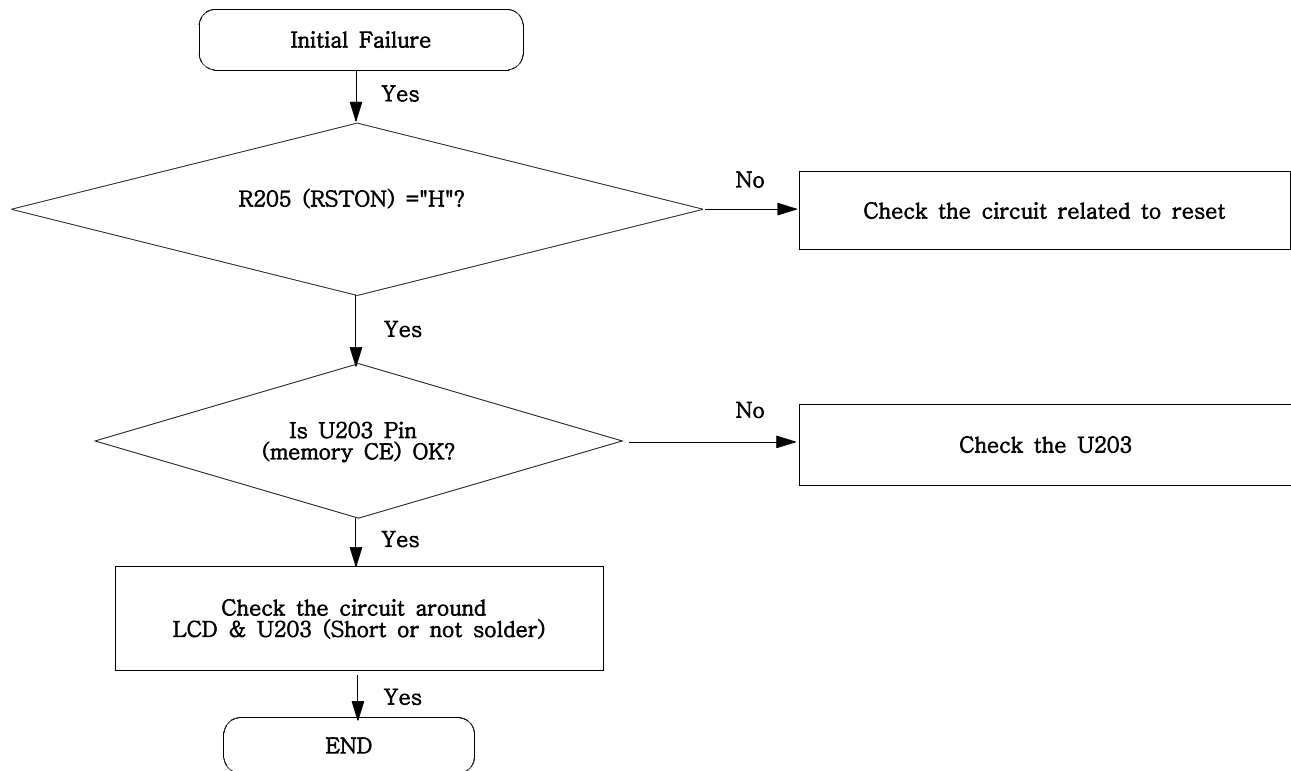 Initial Failure
Yes
R205 (RSTON) ="H"?
No
Check the circuit related to reset
Yes
Is U203 Pin
(memory CE) OK?
No
Check the U203
Yes
Check the circuit around
LCD & U203 (Short or not solder)
Yes
END